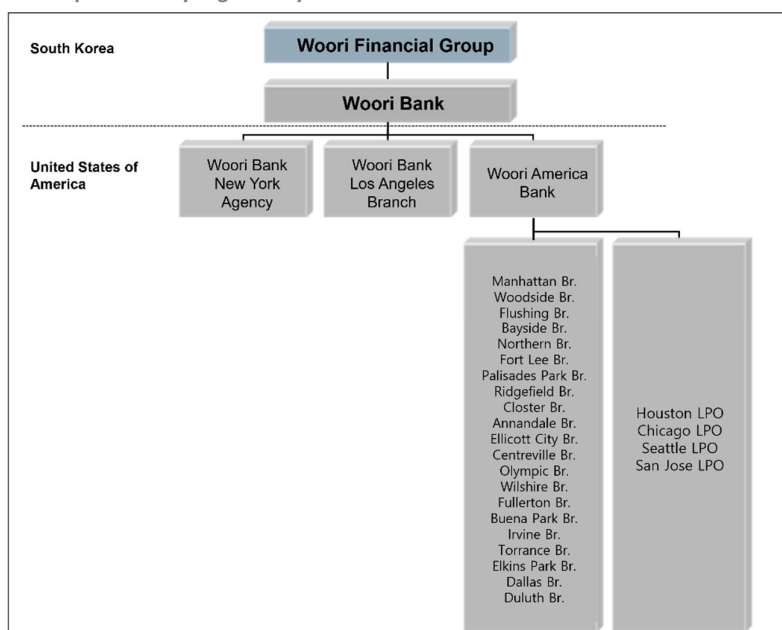 South Korea
Woori Financial Group
Woori Bank
United States of
America
Woori Bank
New York
Agency
Woori Bank
Los Angeles
Branch
Woori America
Bank
Manhattan Br.
Woodside Br.
Flushing Br.
Bayside Br.
Northern Br.
Fort Lee Br.
Palisades Park Br.
Ridgefield Br.
Closter Br.
Annandale Br.
Ellicott City Br.
Centreville Br.
Olympic Br.
Wilshire Br.
Fullerton Br.
Buena Park Br.
Irvine Br.
Torrance Br.
Elkins Park Br.
Dallas Br.
Duluth Br.
Houston LPO
Chicago LPO
Seattle LPO
San Jose LPO